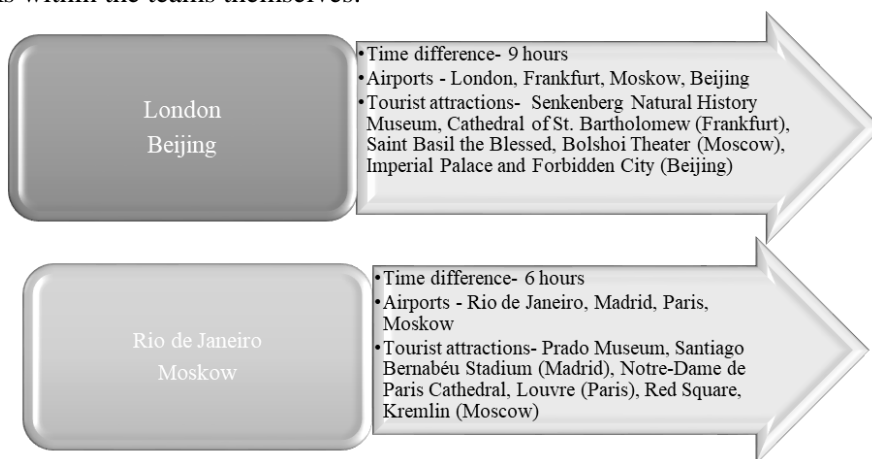 within the teams themselves.
London
Beijing
•Time difference- 9 hours
•Airports - London, Frankfurt, Moskow, Beijing
•Tourist attractions- Senkenberg Natural History
Museum, Cathedral of St. Bartholomew (Frankfurt),
Saint Basil the Blessed, Bolshoi Theater (Moscow),
Imperial Palace and Forbidden City (Beijing)
Rio de Janeiro
Moskow
•Time difference- 6 hours
•Airports - Rio de Janeiro, Madrid, Paris,
Moskow
•Tourist attractions- Prado Museum, Santiago
Bernabéu Stadium (Madrid), Notre-Dame de
Paris Cathedral, Louvre (Paris), Red Square,
Kremlin (Moscow)